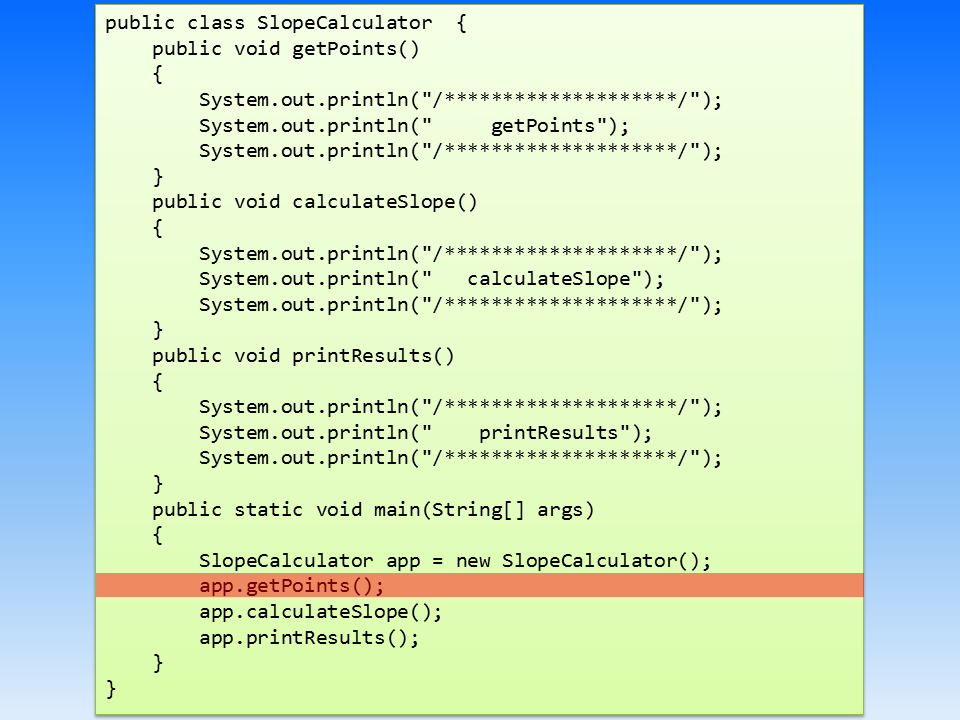 public class SlopeCalculator  {
    public void getPoints()
    {
        System.out.println("/********************/");
        System.out.println("     getPoints");
        System.out.println("/********************/");
    }
    public void calculateSlope()
    {
        System.out.println("/********************/");
        System.out.println("   calculateSlope");
        System.out.println("/********************/");
    }
    public void printResults()
    {
        System.out.println("/********************/");
        System.out.println("    printResults");
        System.out.println("/********************/");
    }
    public static void main(String[] args)
    {
        SlopeCalculator app = new SlopeCalculator();
        app.getPoints();
        app.calculateSlope();
        app.printResults();
    }
}